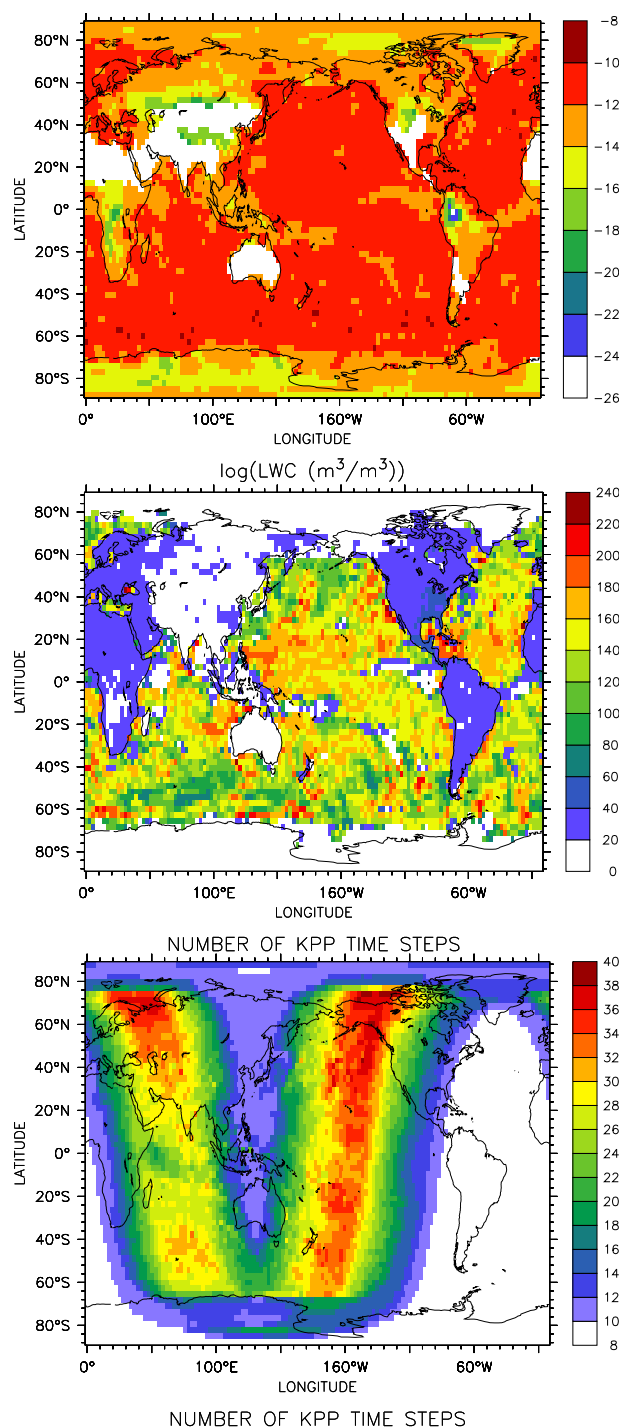 80°N
60°N
40°N
20°N
0°
20°S
40°S
60°S
80°S
LATITUDE
0°
100°E
160°W
60°W
LONGITUDE
−8
−10
−12
−14
−16
−18
−20
−22
−24
−26
log(LWC (m³/m³))
80°N
60°N
40°N
20°N
0°
20°S
40°S
60°S
80°S
LATITUDE
0°
100°E
160°W
60°W
LONGITUDE
240
220
200
180
160
140
120
100
80
60
40
20
0
NUMBER OF KPP TIME STEPS
80°N
60°N
40°N
20°N
0°
20°S
40°S
60°S
80°S
LATITUDE
0°
100°E
160°W
60°W
LONGITUDE
40
38
36
34
32
30
28
26
24
22
20
18
16
14
12
10
8
NUMBER OF KPP TIME STEPS